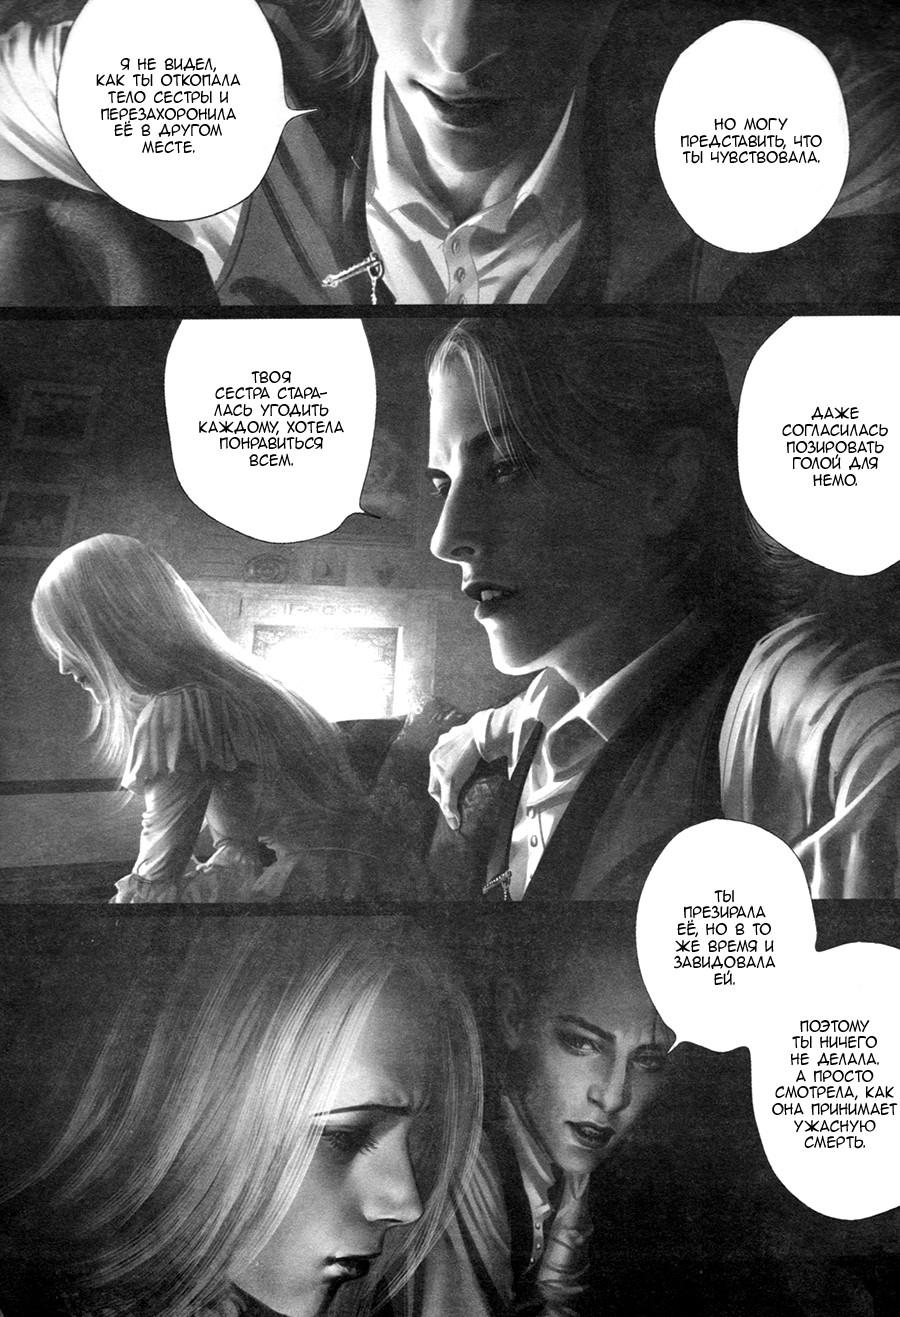 Я НЕ ВИДЕЛ,
КАК ТЫ ОТКОПАЛА
ТЕЛО СЕСТРЫ И
ПЕРЕЗАХОРОНИЛА
ЕЁ В ДРУГОМ
МЕСТЕ.
НО МОГУ
ПРЕДСТАВИТЬ, ЧТО
ТЫ ЧУВСТВОВАЛА.
ТВОЯ
СЕСТРА СТАРА-
ЛАСЬ УГОДИТЬ
КАЖДОМУ, ХОТЕЛА
ПОНРАВИТЬСЯ
ВСЕМ.
ДАЖЕ
СОГЛАСИЛАСЬ
ПОЗИРОВАТЬ
ГОЛОЙ ДЛЯ
НЕМО.
ТЫ
ПРЕЗИРАЛА
ЕЁ, НО В ТО
ЖЕ ВРЕМЯ И
ЗАВИДОВАЛА
ЕЙ.
ПОЭТОМУ
ТЫ НИЧЕГО
НЕ ДЕЛАЛА.
А ПРОСТО
СМОТРЕЛА, КАК
ОНА ПРИНИМАЕТ
УЖАСНУЮ
СМЕРТЬ.